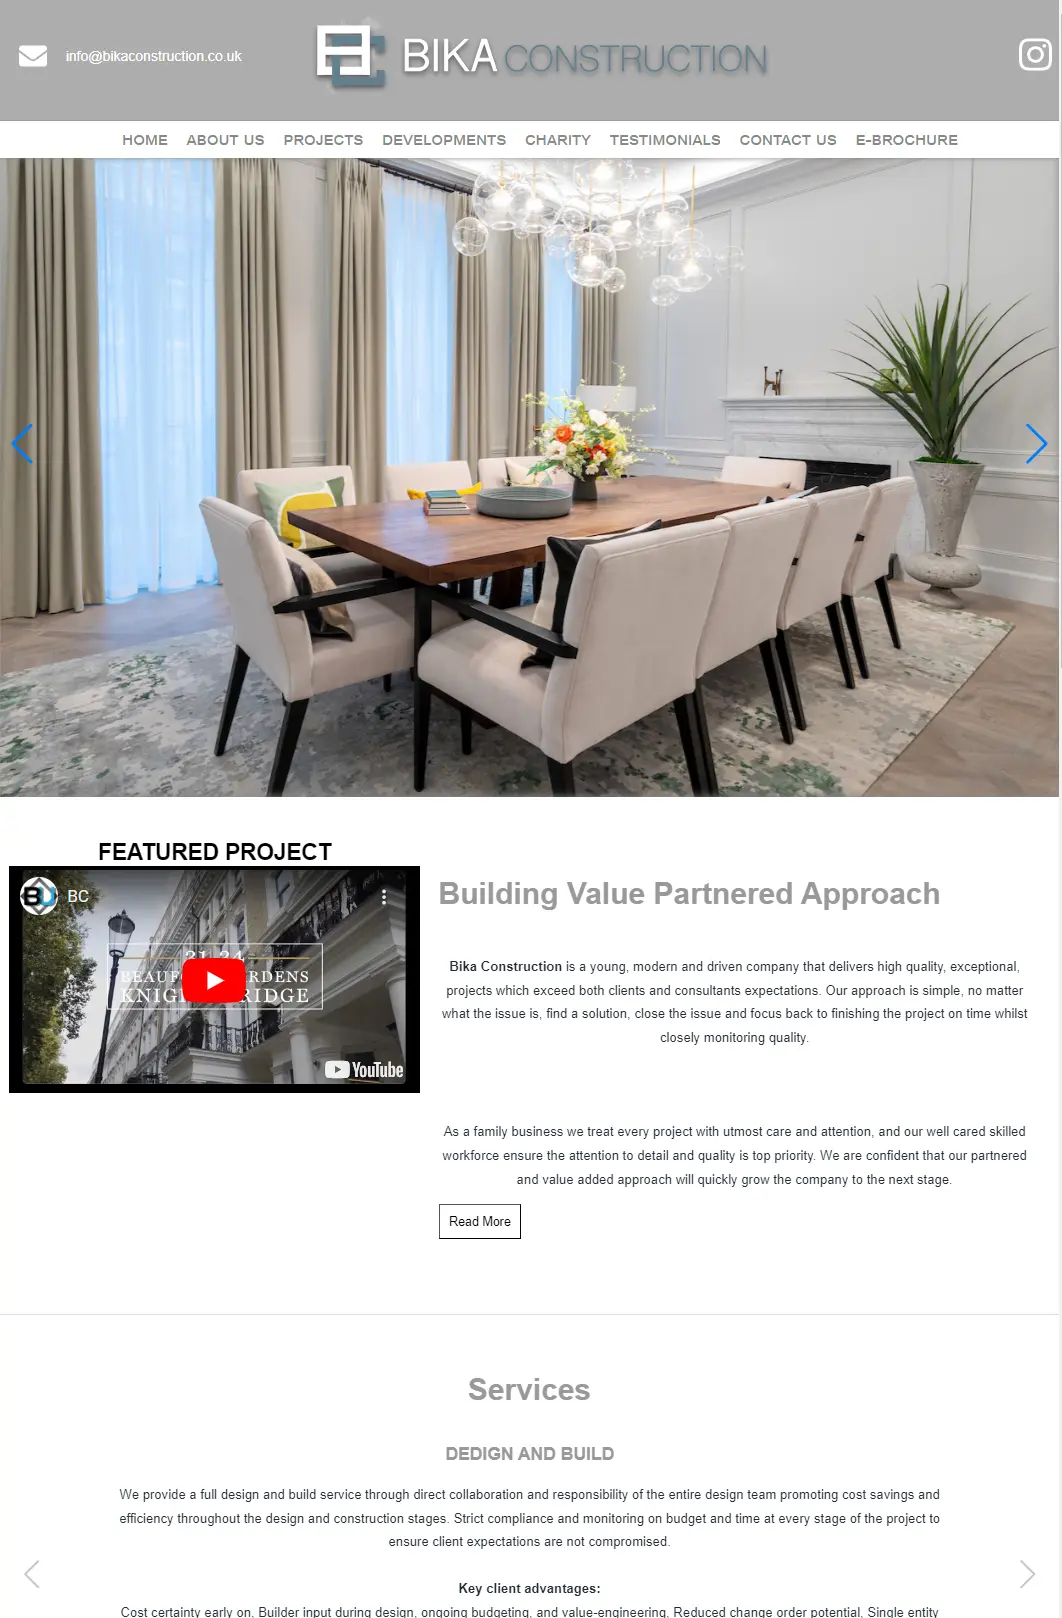 info@bikaconstruction.co.uk
BIKA CONSTRUCTION
HOME ABOUT US PROJECTS DEVELOPMENTS CHARITY TESTIMONIALS CONTACT US E-BROCHURE
FEATURED PROJECT
BC
YouTube
Building Value Partnered Approach
Bika Construction is a young, modern and driven company that delivers high quality, exceptional,
projects which exceed both clients and consultants expectations. Our approach is simple, no matter
what the issue is, find a solution, close the issue and focus back to finishing the project on time whilst
closely monitoring quality.
As a family business we treat every project with utmost care and attention, and our well cared skilled
workforce ensure the attention to detail and quality is top priority. We are confident that our partnered
and value added approach will quickly grow the company to the next stage.
Read More
Services
DEDIGN AND BUILD
We provide a full design and build service through direct collaboration and responsibility of the entire design team promoting cost savings and
efficiency throughout the design and construction stages. Strict compliance and monitoring on budget and time at every stage of the project to
ensure client expectations are not compromised.
Key client advantages:
Cost certainty early on, Builder input during design, ongoing budgeting, and value-engineering, Reduced change order potential, Single entity